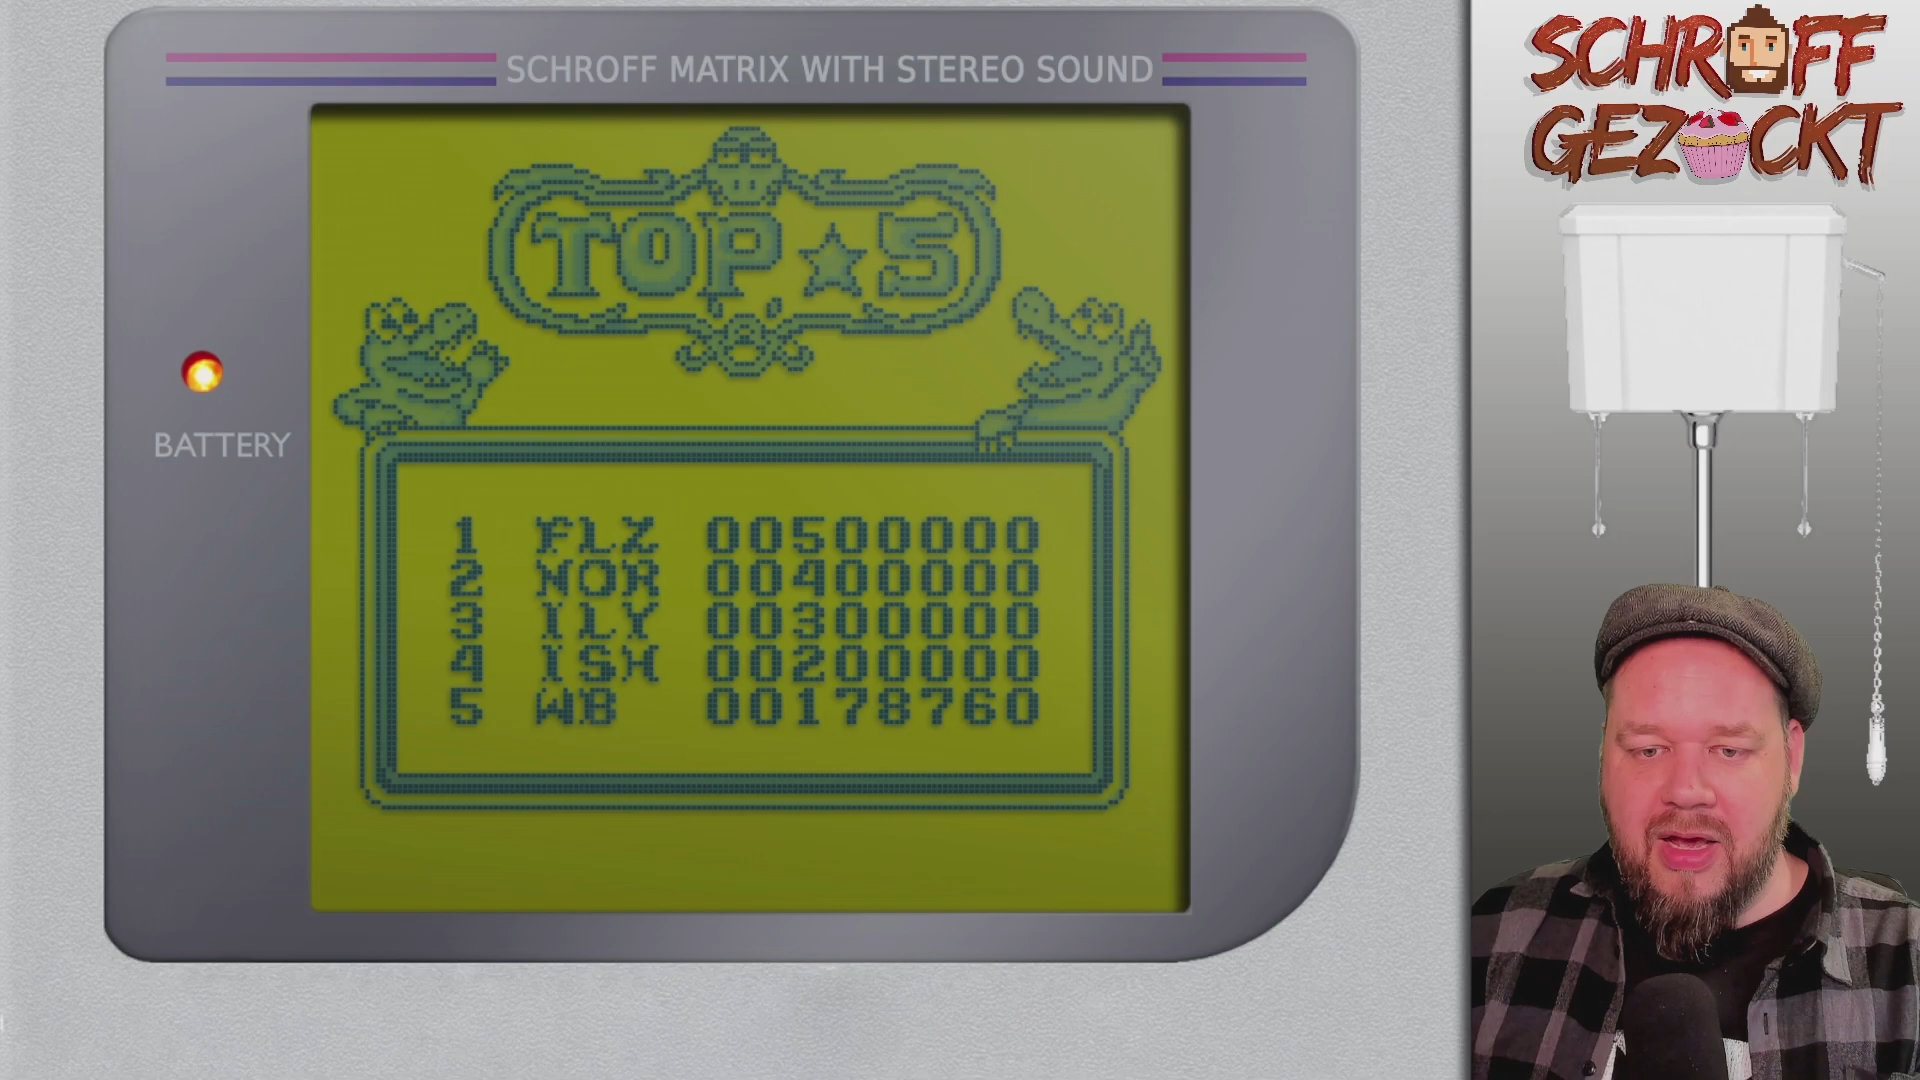 SCHROFF MATRIX WITH STEREO SOUND
SCHROFF
GEZOCKT
BATTERY
TOP★5
1 FLZ 00500000
2 NOR 00400000
3 ILY 00300000
4 ISH 00200000
5 WB 00178760